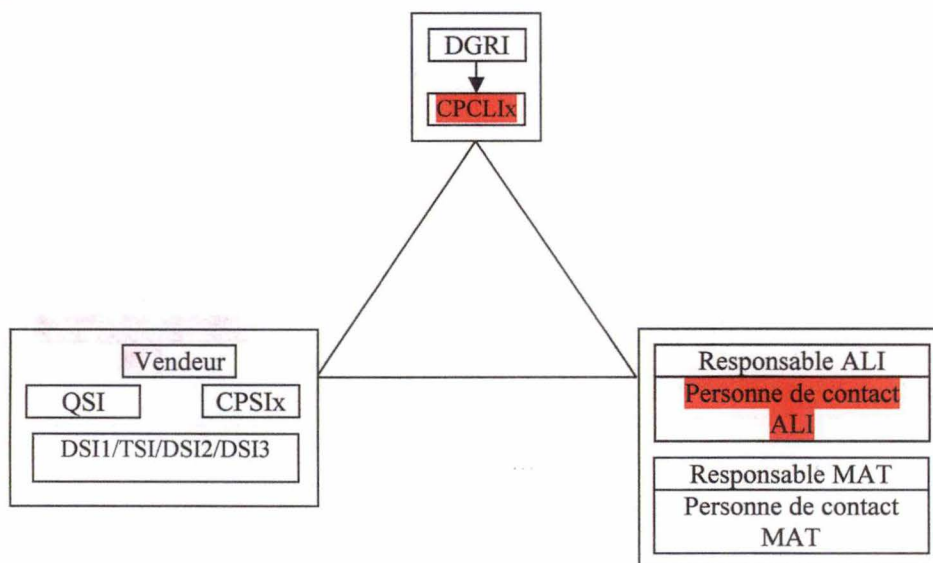 DGRI
CPCLIx
Vendeur
QSI
CPSIx
DSI1/TSI/DSI2/DSI3
Responsable ALI
Personne de contact
ALI
Responsable MAT
Personne de contact
MAT